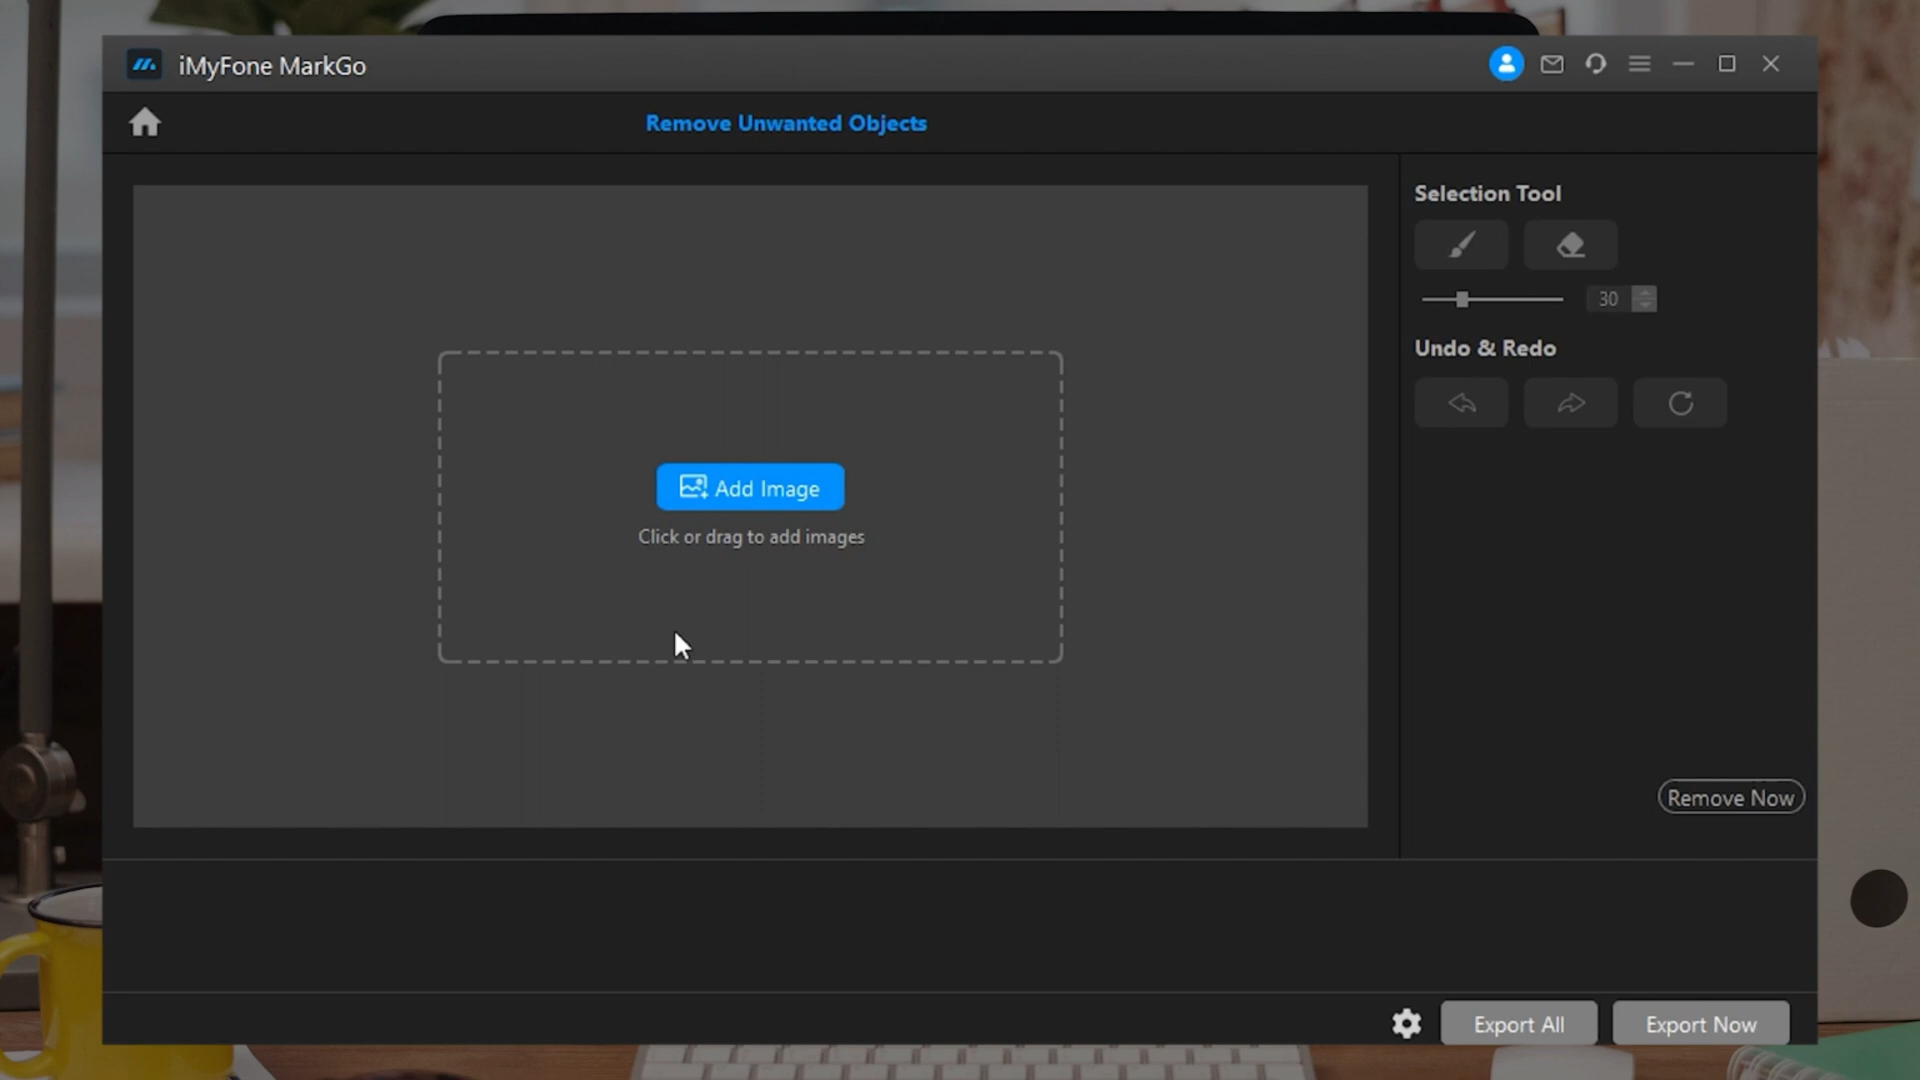 iMyFone MarkGo
Remove Unwanted Objects
Selection Tool
30
Undo & Redo
Add Image
Click or drag to add images
Remove Now
Export All
Export Now